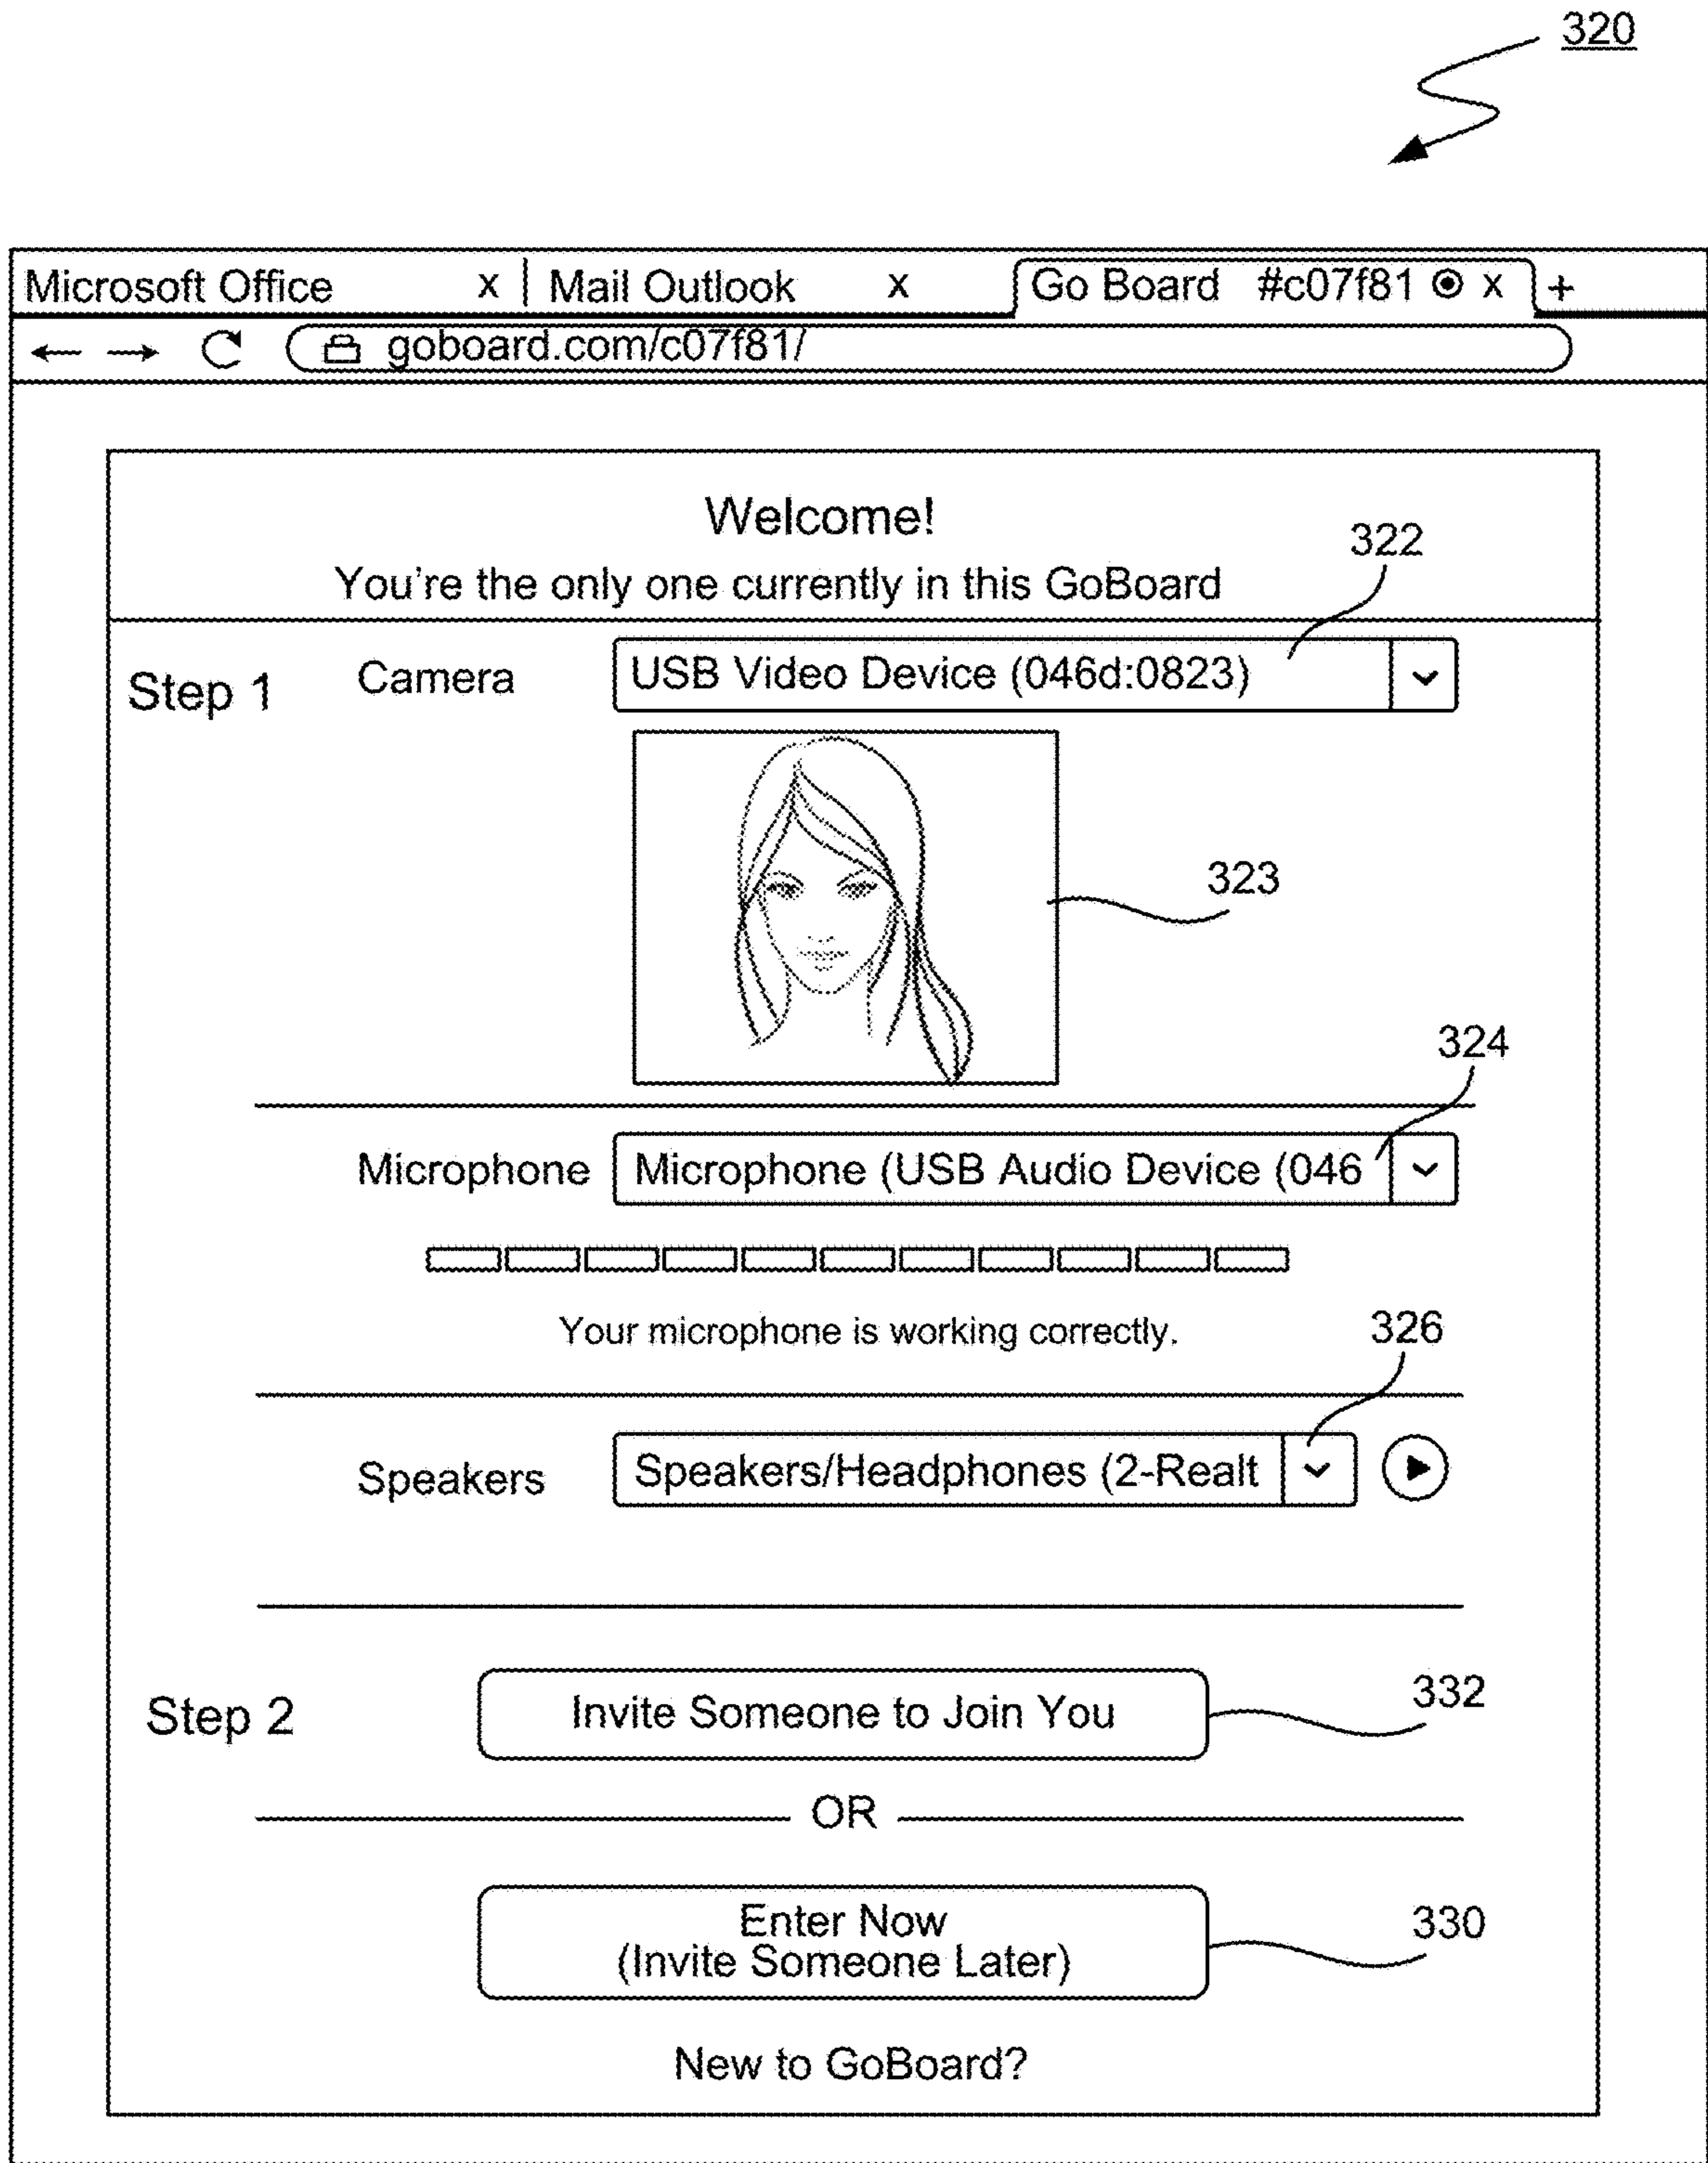 320
Microsoft Office x | Mail Outlook x Go Board #c07f81 x +
goboard.com/c07f81/
Welcome!
322
You're the only one currently in this GoBoard
Step 1 Camera USB Video Device (046d:0823)
323
324
Microphone Microphone (USB Audio Device (046
Your microphone is working correctly.
326
Speakers Speakers/Headphones (2-Realt
Step 2 Invite Someone to Join You 332
OR
Enter Now
(Invite Someone Later)
330
New to GoBoard?